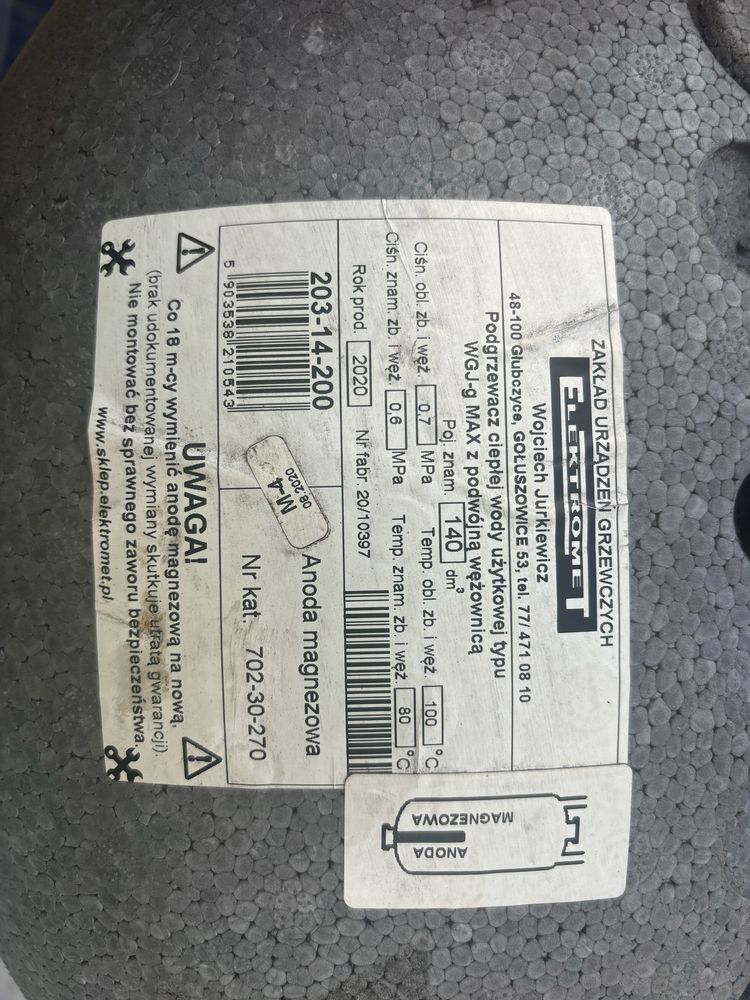 ZAKŁAD URZĄDZEŃ GRZEWCZYCH
ELEKTROMET
Wojciech Jurkiewicz
48-100 Głubczyce, GOŁUSZOWICE 53, tel. 77/ 471 08 10
Podgrzewacz ciepłej wody użytkowej typu
WGJ-g MAX z podwójną wężownicą
Poj. znam. 140 dm³
Ciśn. obl. zb. i węż. 0,7 MPa Temp. obl. zb. i węż. 100 °C
Ciśn. znam. zb. i węż. 0,6 MPa Temp. znam. zb. i węż. 80 °C
Rok prod. 2020 Nr fabr. 20/10397
203-14-200
5 903538 210543
M-4
08.2020
Anoda magnezowa
Nr kat. 702-30-270
UWAGA!
Co 18 m-cy wymienić anodę magnezową na nową,
(brak udokumentowanej wymiany skutkuje utratą gwarancji).
Nie montować bez sprawnego zaworu bezpieczeństwa.
www.sklep.elektromet.pl
ANODA
MAGNEZOWA